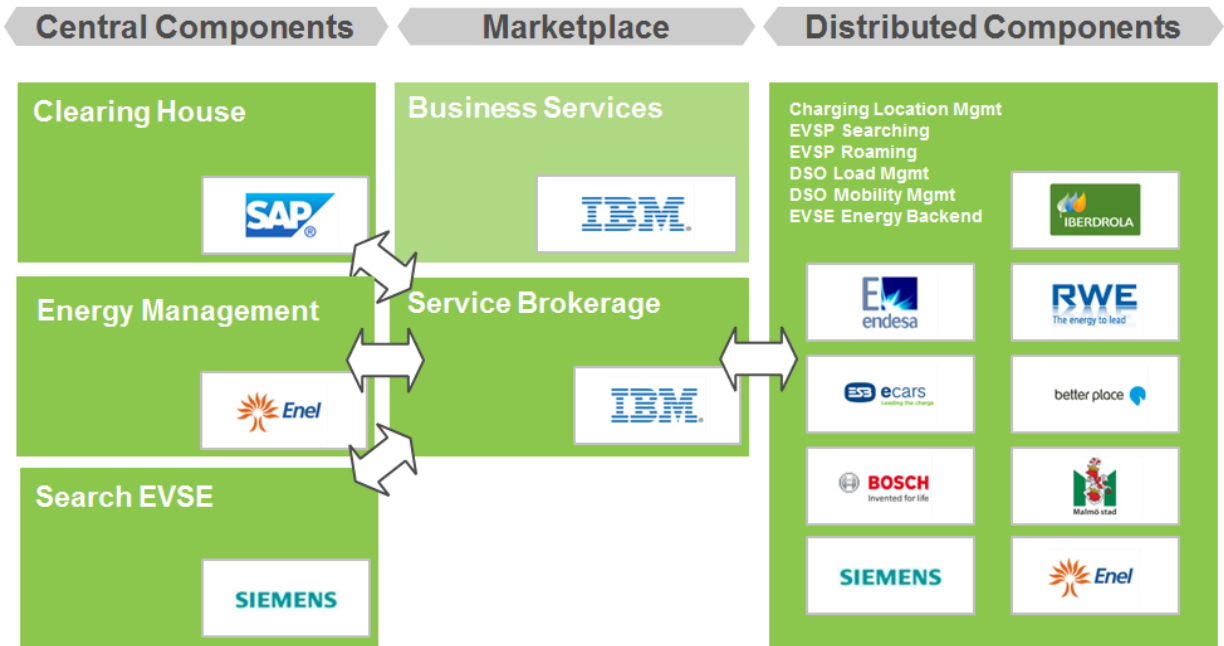 Central Components
Marketplace
Distributed Components
Clearing House
SAP®
Energy Management
Enel
Search EVSE
SIEMENS
Business Services
IBM.
Service Brokerage
IBM.
Charging Location Mgmt
EVSP Searching
EVSP Roaming
DSO Load Mgmt
DSO Mobility Mgmt
EVSE Energy Backend
IBERDROLA
endesa
RWE
The energy to lead
ESB ecars
Leading the charge
better place
BOSCH
Invented for life
Malmö stad
SIEMENS
Enel